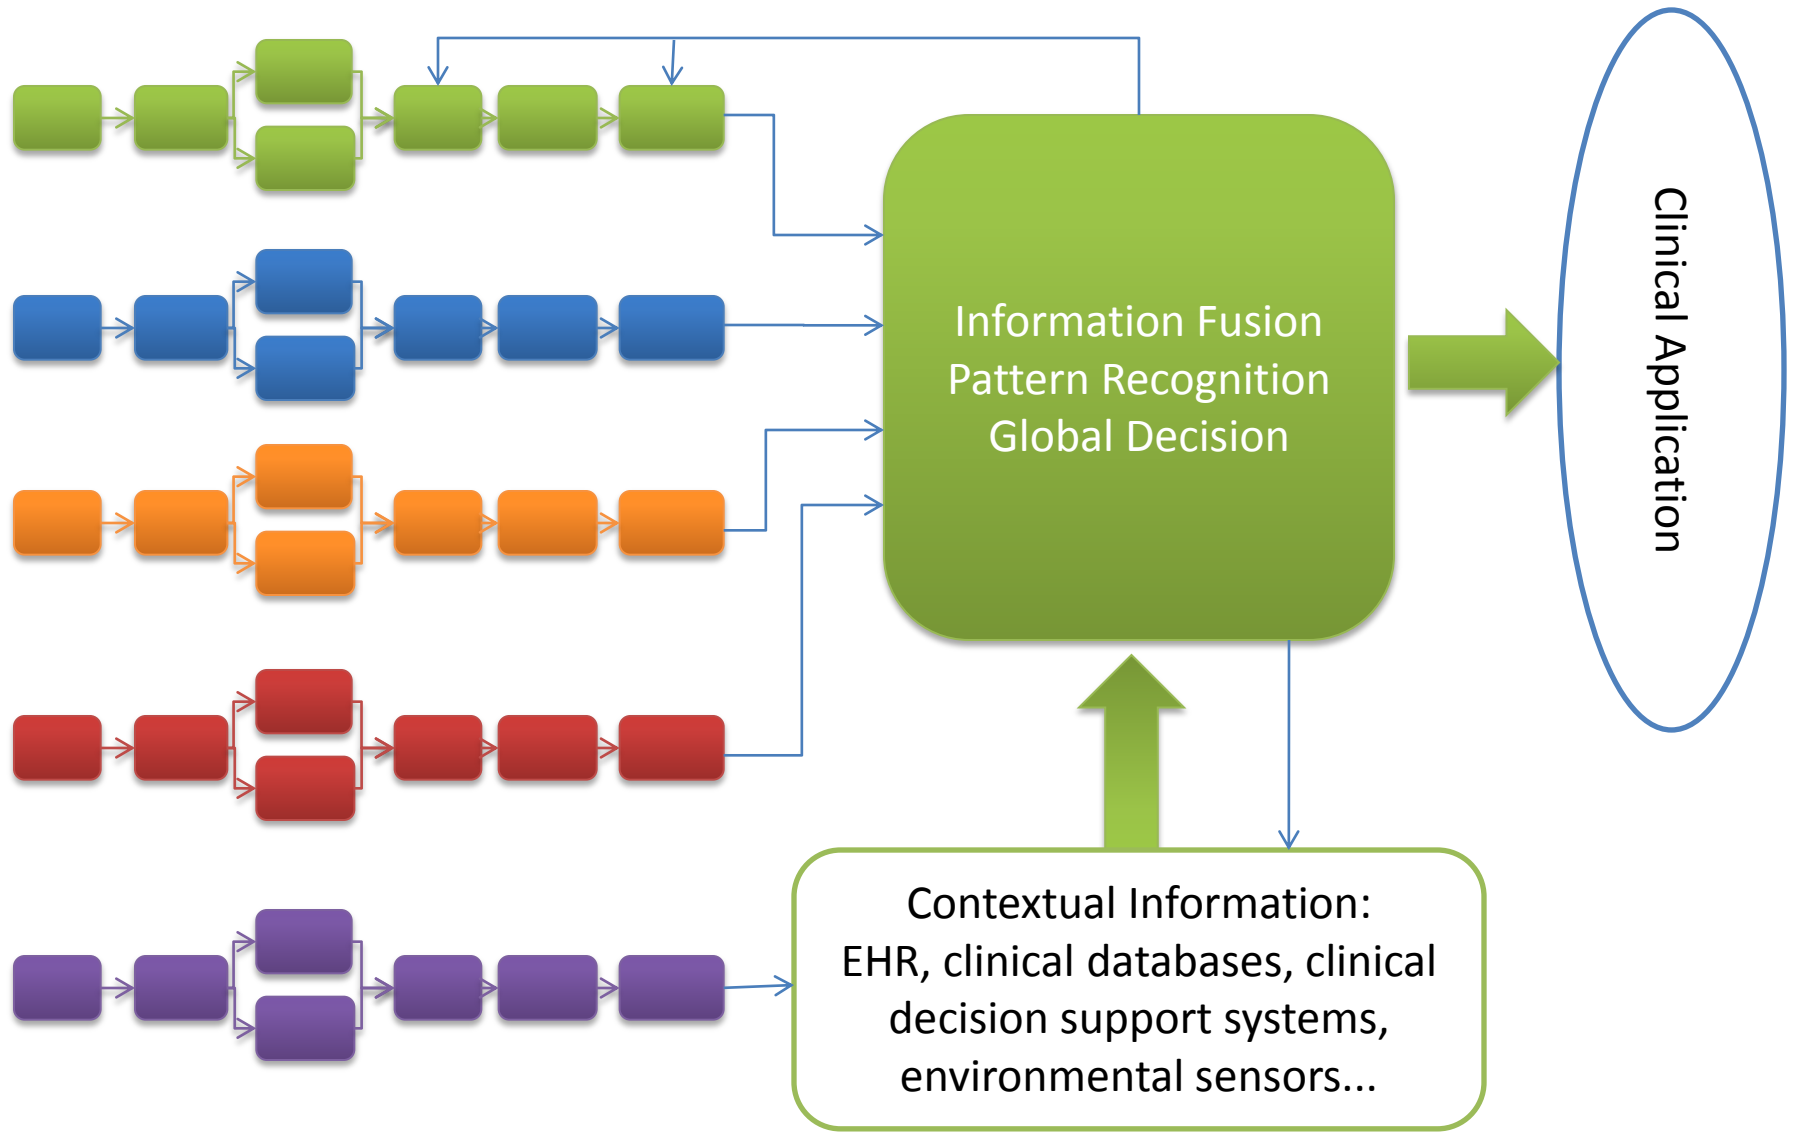 Information Fusion
Pattern Recognition
Global Decision
Clinical Application
Contextual Information:
EHR, clinical databases, clinical
decision support systems,
environmental sensors...